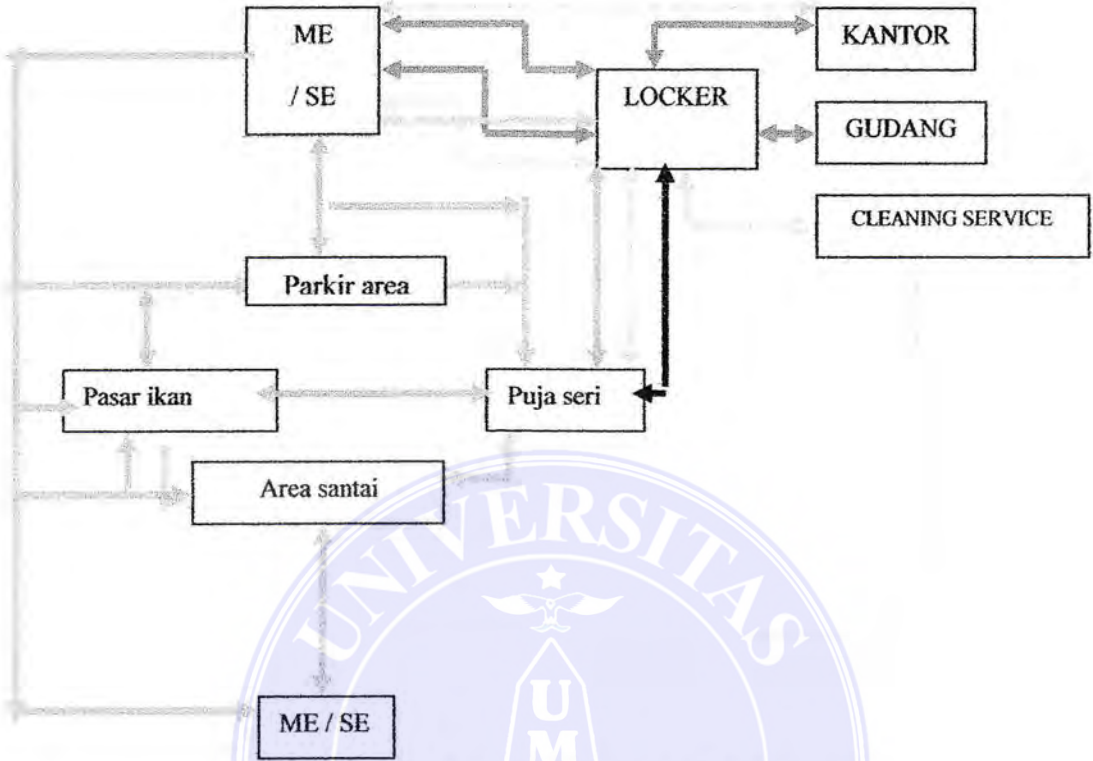 ME
/ SE
KANTOR
LOCKER
GUDANG
CLEANING SERVICE
Parkir area
Pasar ikan
Puja seri
Area santai
UNIVERSITAS
U
M
ME / SE